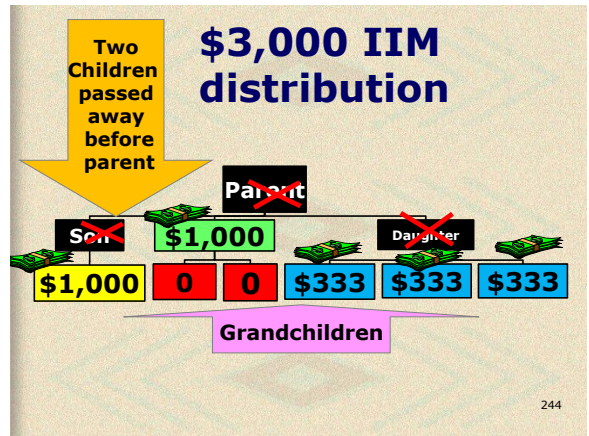 Two
Children
passed
away
before
parent
$3,000 IIM
distribution
Parent
Son
$1,000
Daughter
$1,000
0
0
$333
$333
$333
Grandchildren
244